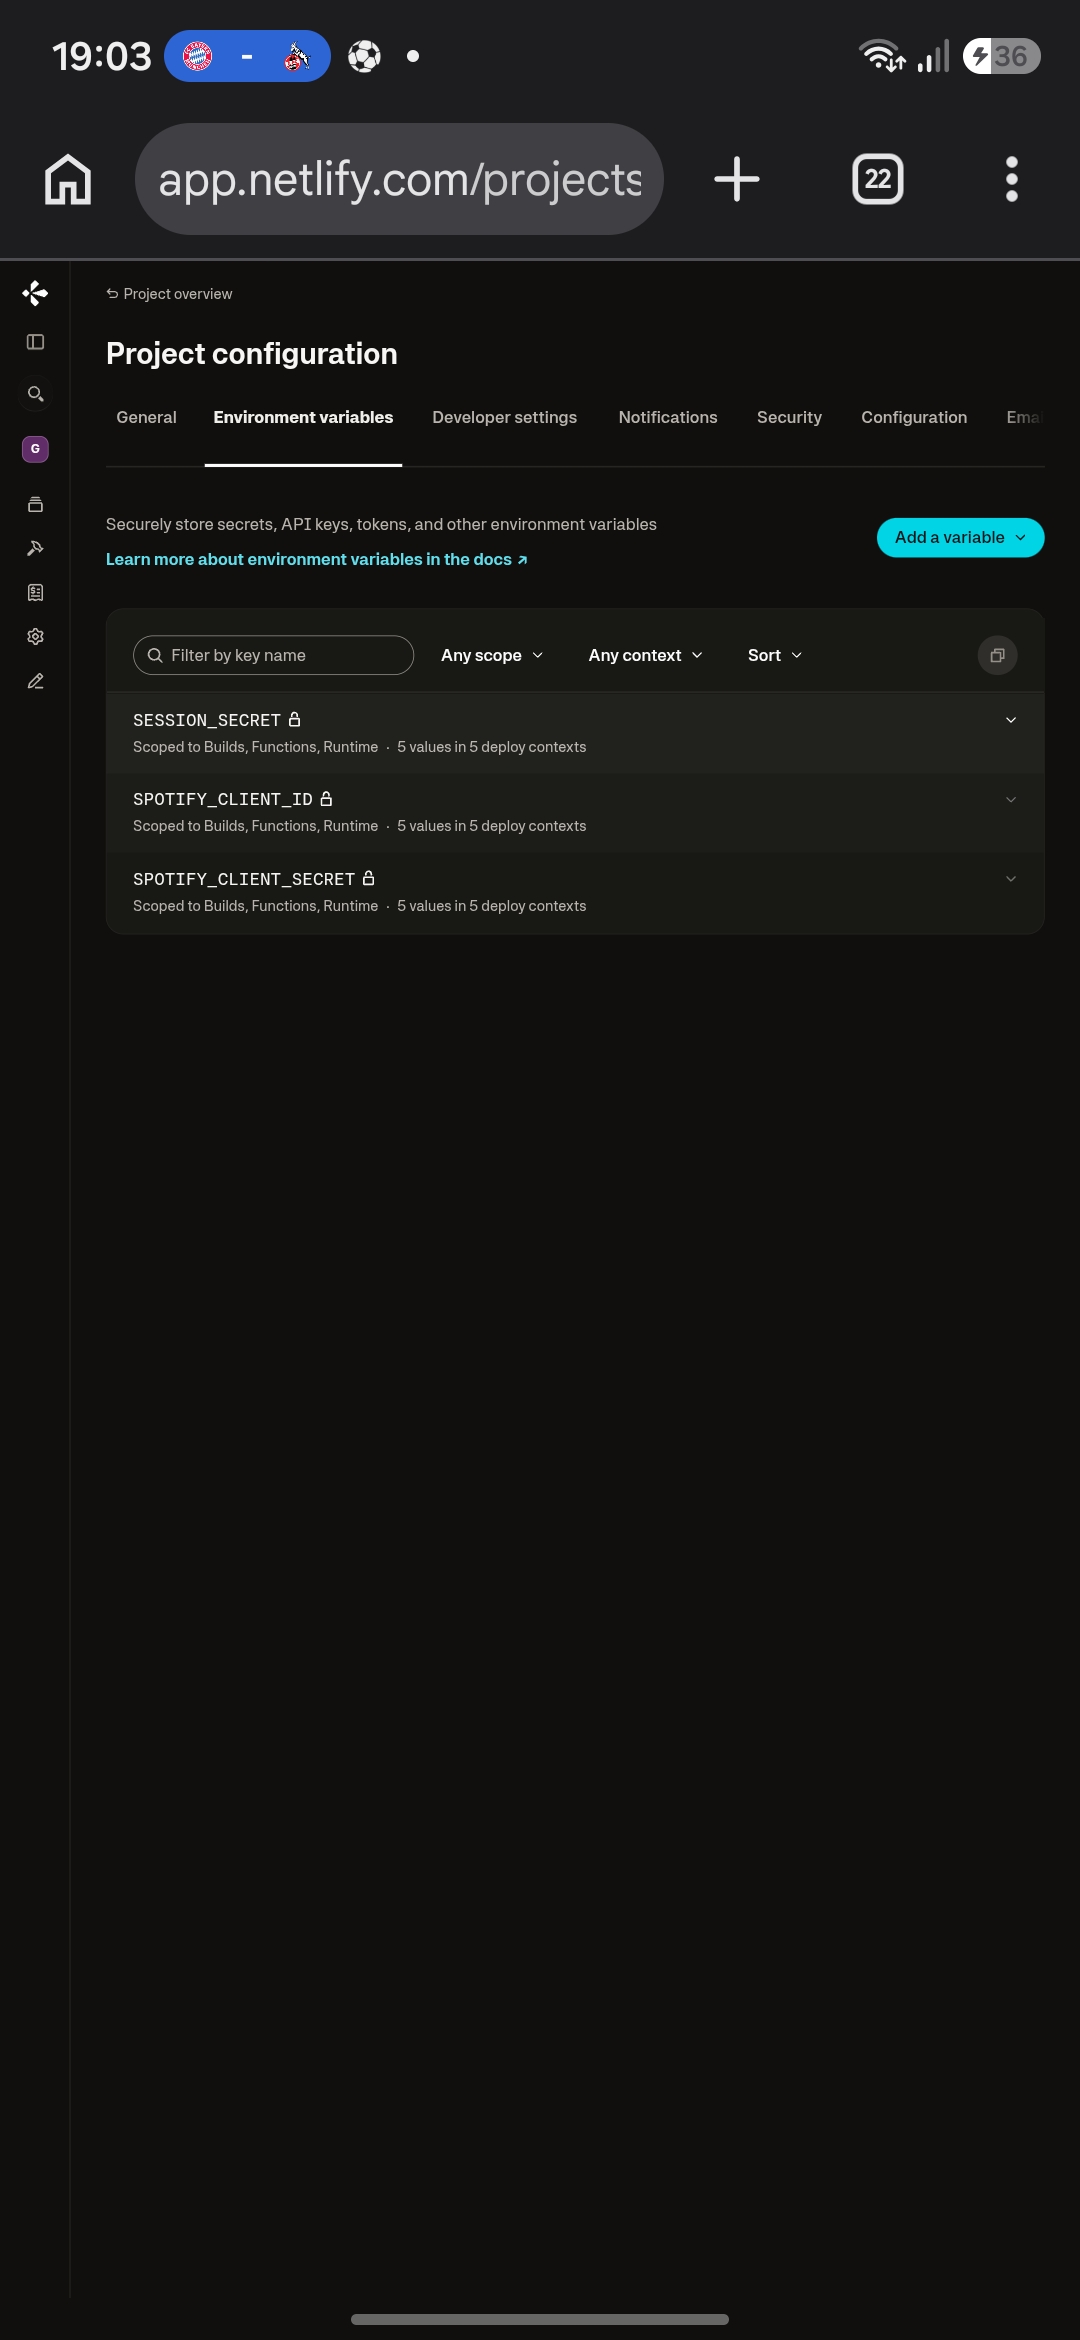 19:03 - 36
app.netlify.com/projects 22
Project overview
Project configuration
General Environment variables Developer settings Notifications Security Configuration Emai
Securely store secrets, API keys, tokens, and other environment variables
Add a variable
Learn more about environment variables in the docs ↗
G
Filter by key name Any scope Any context Sort
SESSION_SECRET
Scoped to Builds, Functions, Runtime · 5 values in 5 deploy contexts
SPOTIFY_CLIENT_ID
Scoped to Builds, Functions, Runtime · 5 values in 5 deploy contexts
SPOTIFY_CLIENT_SECRET
Scoped to Builds, Functions, Runtime · 5 values in 5 deploy contexts